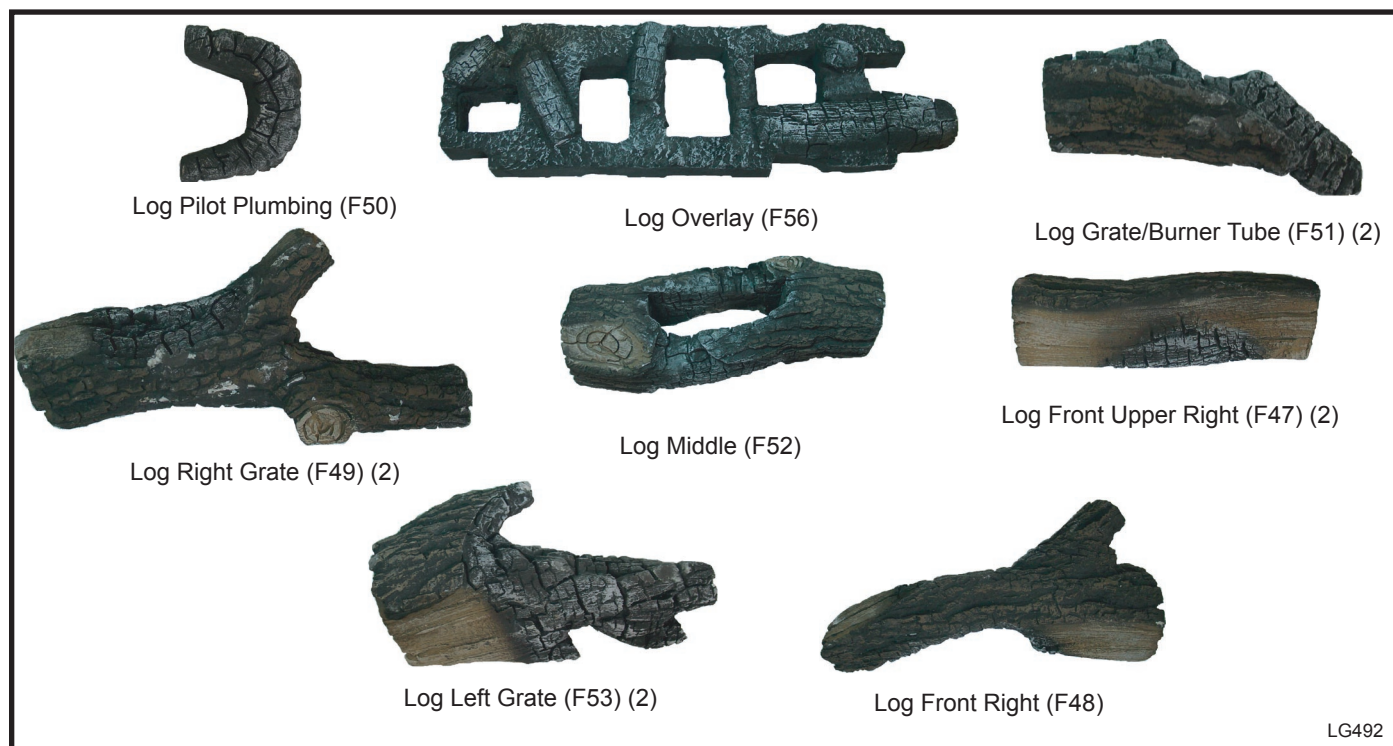 Log Pilot Plumbing (F50)
Log Overlay (F56)
Log Grate/Burner Tube (F51) (2)
Log Right Grate (F49) (2)
Log Middle (F52)
Log Front Upper Right (F47) (2)
Log Left Grate (F53) (2)
Log Front Right (F48)
LG492